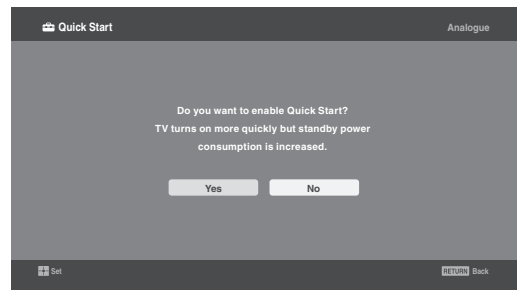 Quick Start
Analogue
Do you want to enable Quick Start?
TV turns on more quickly but standby power
consumption is increased.
Yes
No
Set
RETURN Back